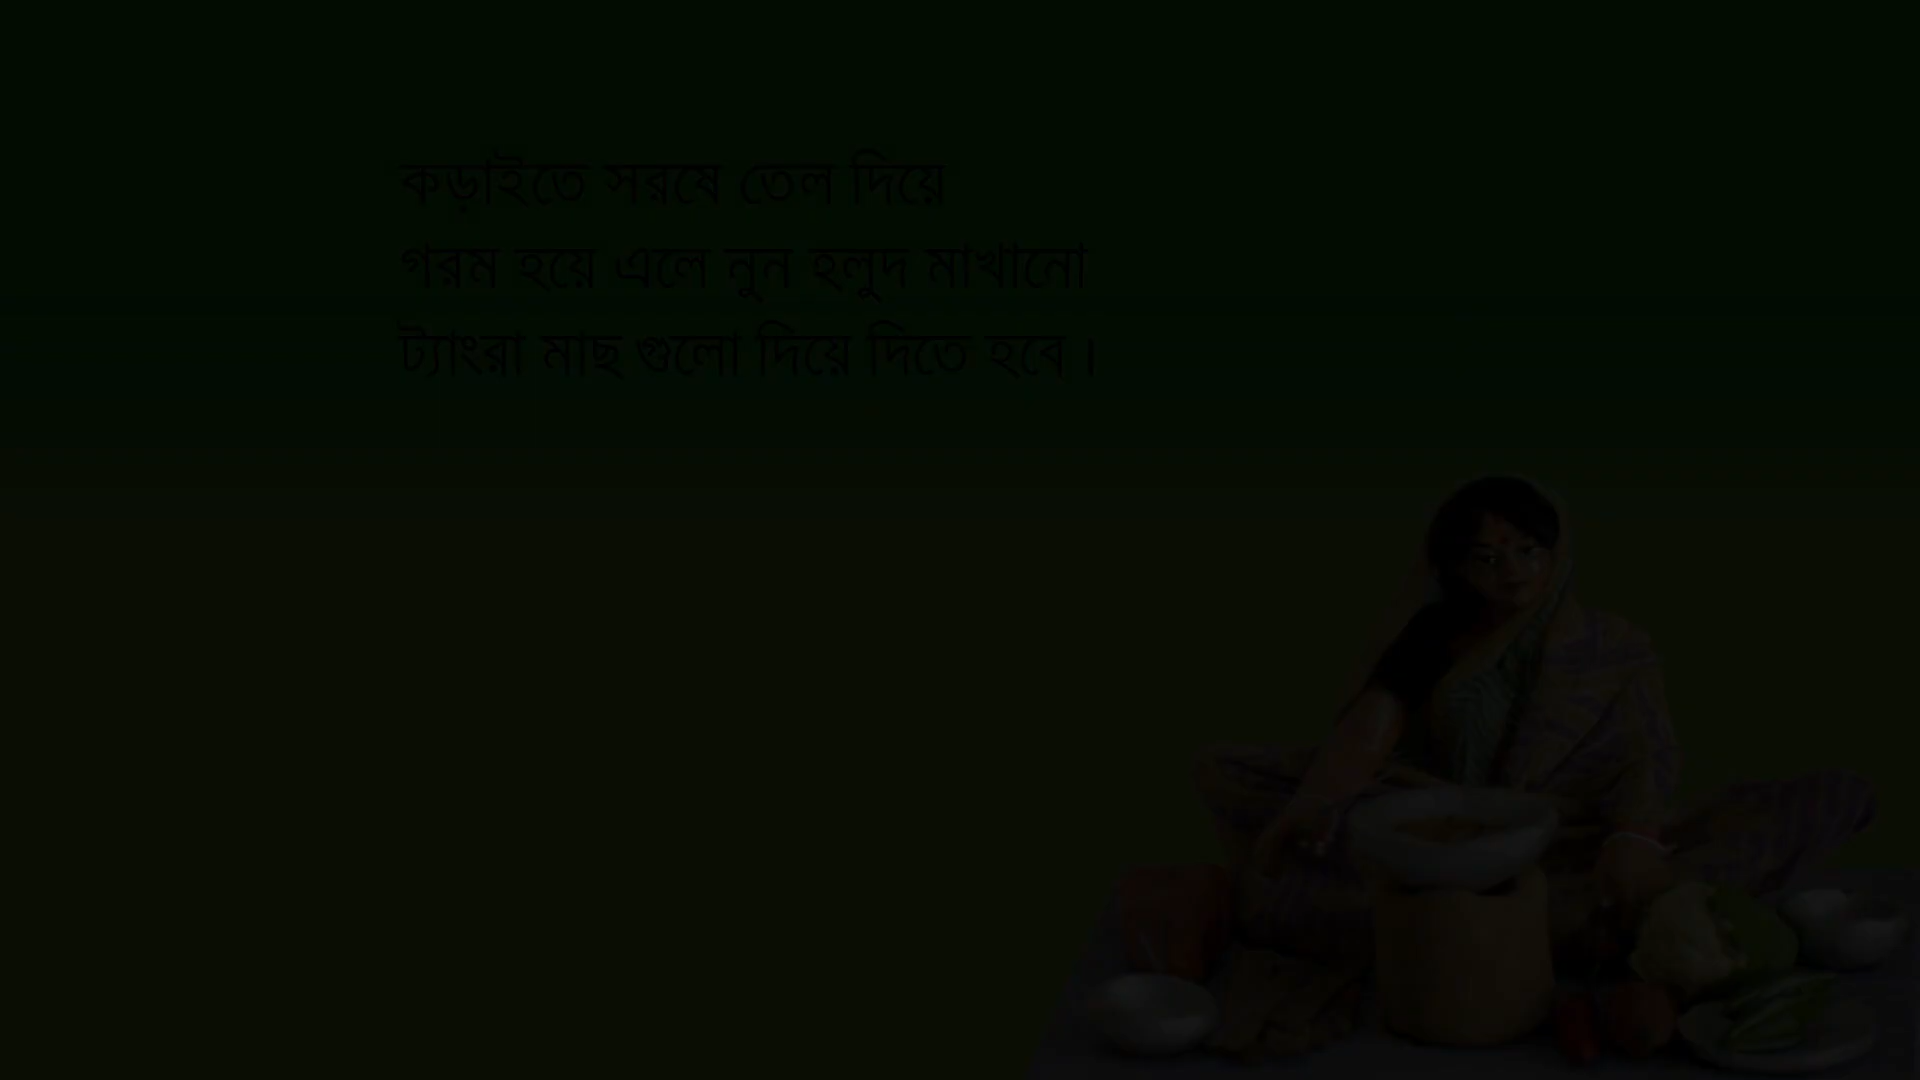 কড়াইতে সরষে তেল দিয়ে
গরম হয়ে এলে নুন হলুদ মাখানো
ট্যাংরা মাছ গুলো দিয়ে দিতে হবে।